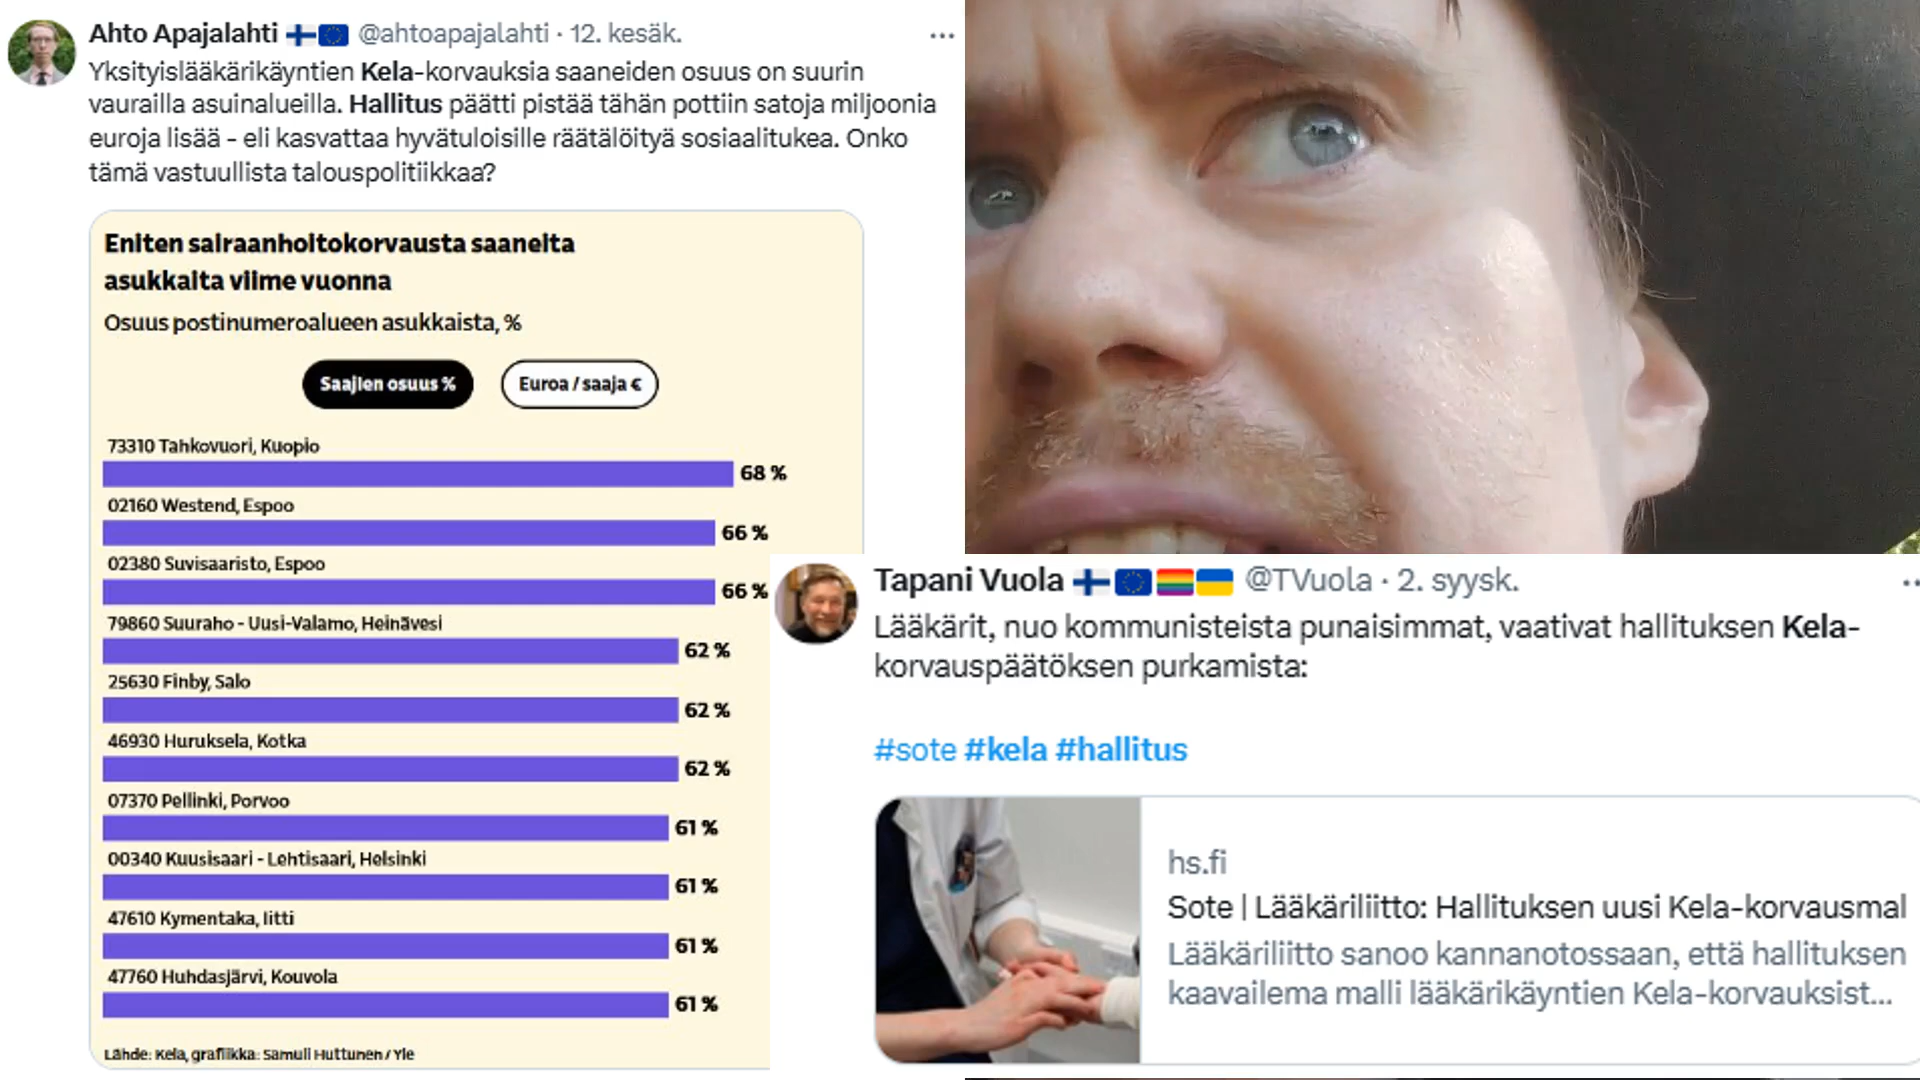 Ahto Apajalahti @ahtoapajalahti · 12. kesäk.
Yksityislääkärikäyntien Kela-korvauksia saaneiden osuus on suurin
vaurailla asuinalueilla. Hallitus päätti pistää tähän pottiin satoja miljoonia
euroja lisää - eli kasvattaa hyvätuloisille räätälöityä sosiaalitukea. Onko
tämä vastuullista talouspolitiikkaa?
Eniten sairaanhoitokorvausta saaneita
asukkaita viime vuonna
Osuus postinumeroalueen asukkaista, %
Saajien osuus %
Euroa / saaja €
73310 Tahkovuori, Kuopio
68 %
02160 Westend, Espoo
66 %
02380 Suvisaaristo, Espoo
66 %
79860 Suuraho - Uusi-Valamo, Heinävesi
62 %
25630 Finby, Salo
62 %
46930 Huruksela, Kotka
62 %
07370 Pellinki, Porvoo
61 %
00340 Kuusisaari - Lehtisaari, Helsinki
61 %
47610 Kymentaka, Iitti
61 %
47760 Huhdasjärvi, Kouvola
61 %
Lähde: Kela, grafiikka: Samuli Huttunen / Yle
Tapani Vuola @TVuola · 2. syysk.
Lääkärit, nuo kommunisteista punaisimmat, vaativat hallituksen Kela-
korvauspäätöksen purkamista:
#sote #kela #hallitus
hs.fi
Sote | Lääkäriliitto: Hallituksen uusi Kela-korvausmal
Lääkäriliitto sanoo kannanotossaan, että hallituksen
kaavailema malli lääkärikäyntien Kela-korvauksist...